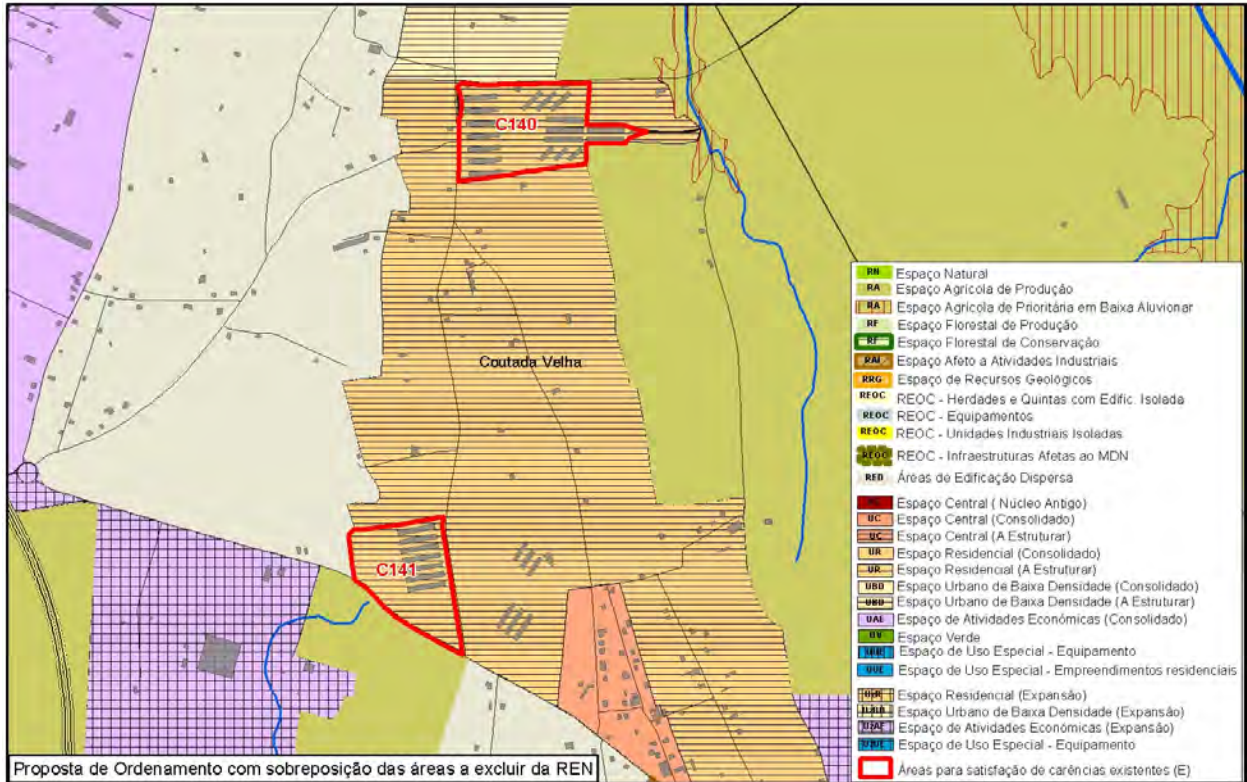 C140
Coutada Velha
C141
RN Espaço Natural
RA Espaço Agrícola de Produção
RA Espaço Agrícola de Prioritária em Baixa Aluvionar
RF Espaço Florestal de Produção
RF Espaço Florestal de Conservação
RAI Espaço Afeto a Atividades Industriais
RRG Espaço de Recursos Geológicos
REOC REOC - Herdades e Quintas com Edific. Isolada
REOC REOC - Equipamentos
REOC REOC - Unidades Industriais Isoladas
REOC REOC - Infraestruturas Afetas ao MDN
RED Áreas de Edificação Dispersa
Espaço Central ( Núcleo Antigo)
UC Espaço Central (Consolidado)
UC Espaço Central (A Estruturar)
UR Espaço Residencial (Consolidado)
UR Espaço Residencial (A Estruturar)
UBD Espaço Urbano de Baixa Densidade (Consolidado)
UBD Espaço Urbano de Baixa Densidade (A Estruturar)
UAE Espaço de Atividades Económicas (Consolidado)
UV Espaço Verde
UUE Espaço de Uso Especial - Equipamento
UUE Espaço de Uso Especial - Empreendimentos residenciais
Espaço Residencial (Expansão)
Espaço Urbano de Baixa Densidade (Expansão)
Espaço de Atividades Económicas (Expansão)
Espaço de Uso Especial - Equipamento
Áreas para satisfação de carências existentes (E)
Proposta de Ordenamento com sobreposição das áreas a excluir da REN